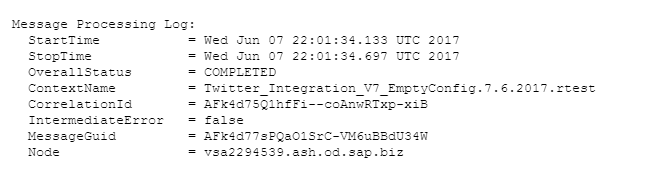 Message Processing Log:
StartTime = Wed Jun 07 22:01:34.133 UTC 2017
StopTime = Wed Jun 07 22:01:34.697 UTC 2017
OverallStatus = COMPLETED
ContextName = Twitter_Integration_V7_EmptyConfig.7.6.2017.rtest
CorrelationId = AFk4d75Q1hfFi--coAnwRTxp-xiB
IntermediateError = false
MessageGuid = AFk4d77sPQaO1SrC-VM6uBBdU34W
Node = vsa2294539.ash.od.sap.biz